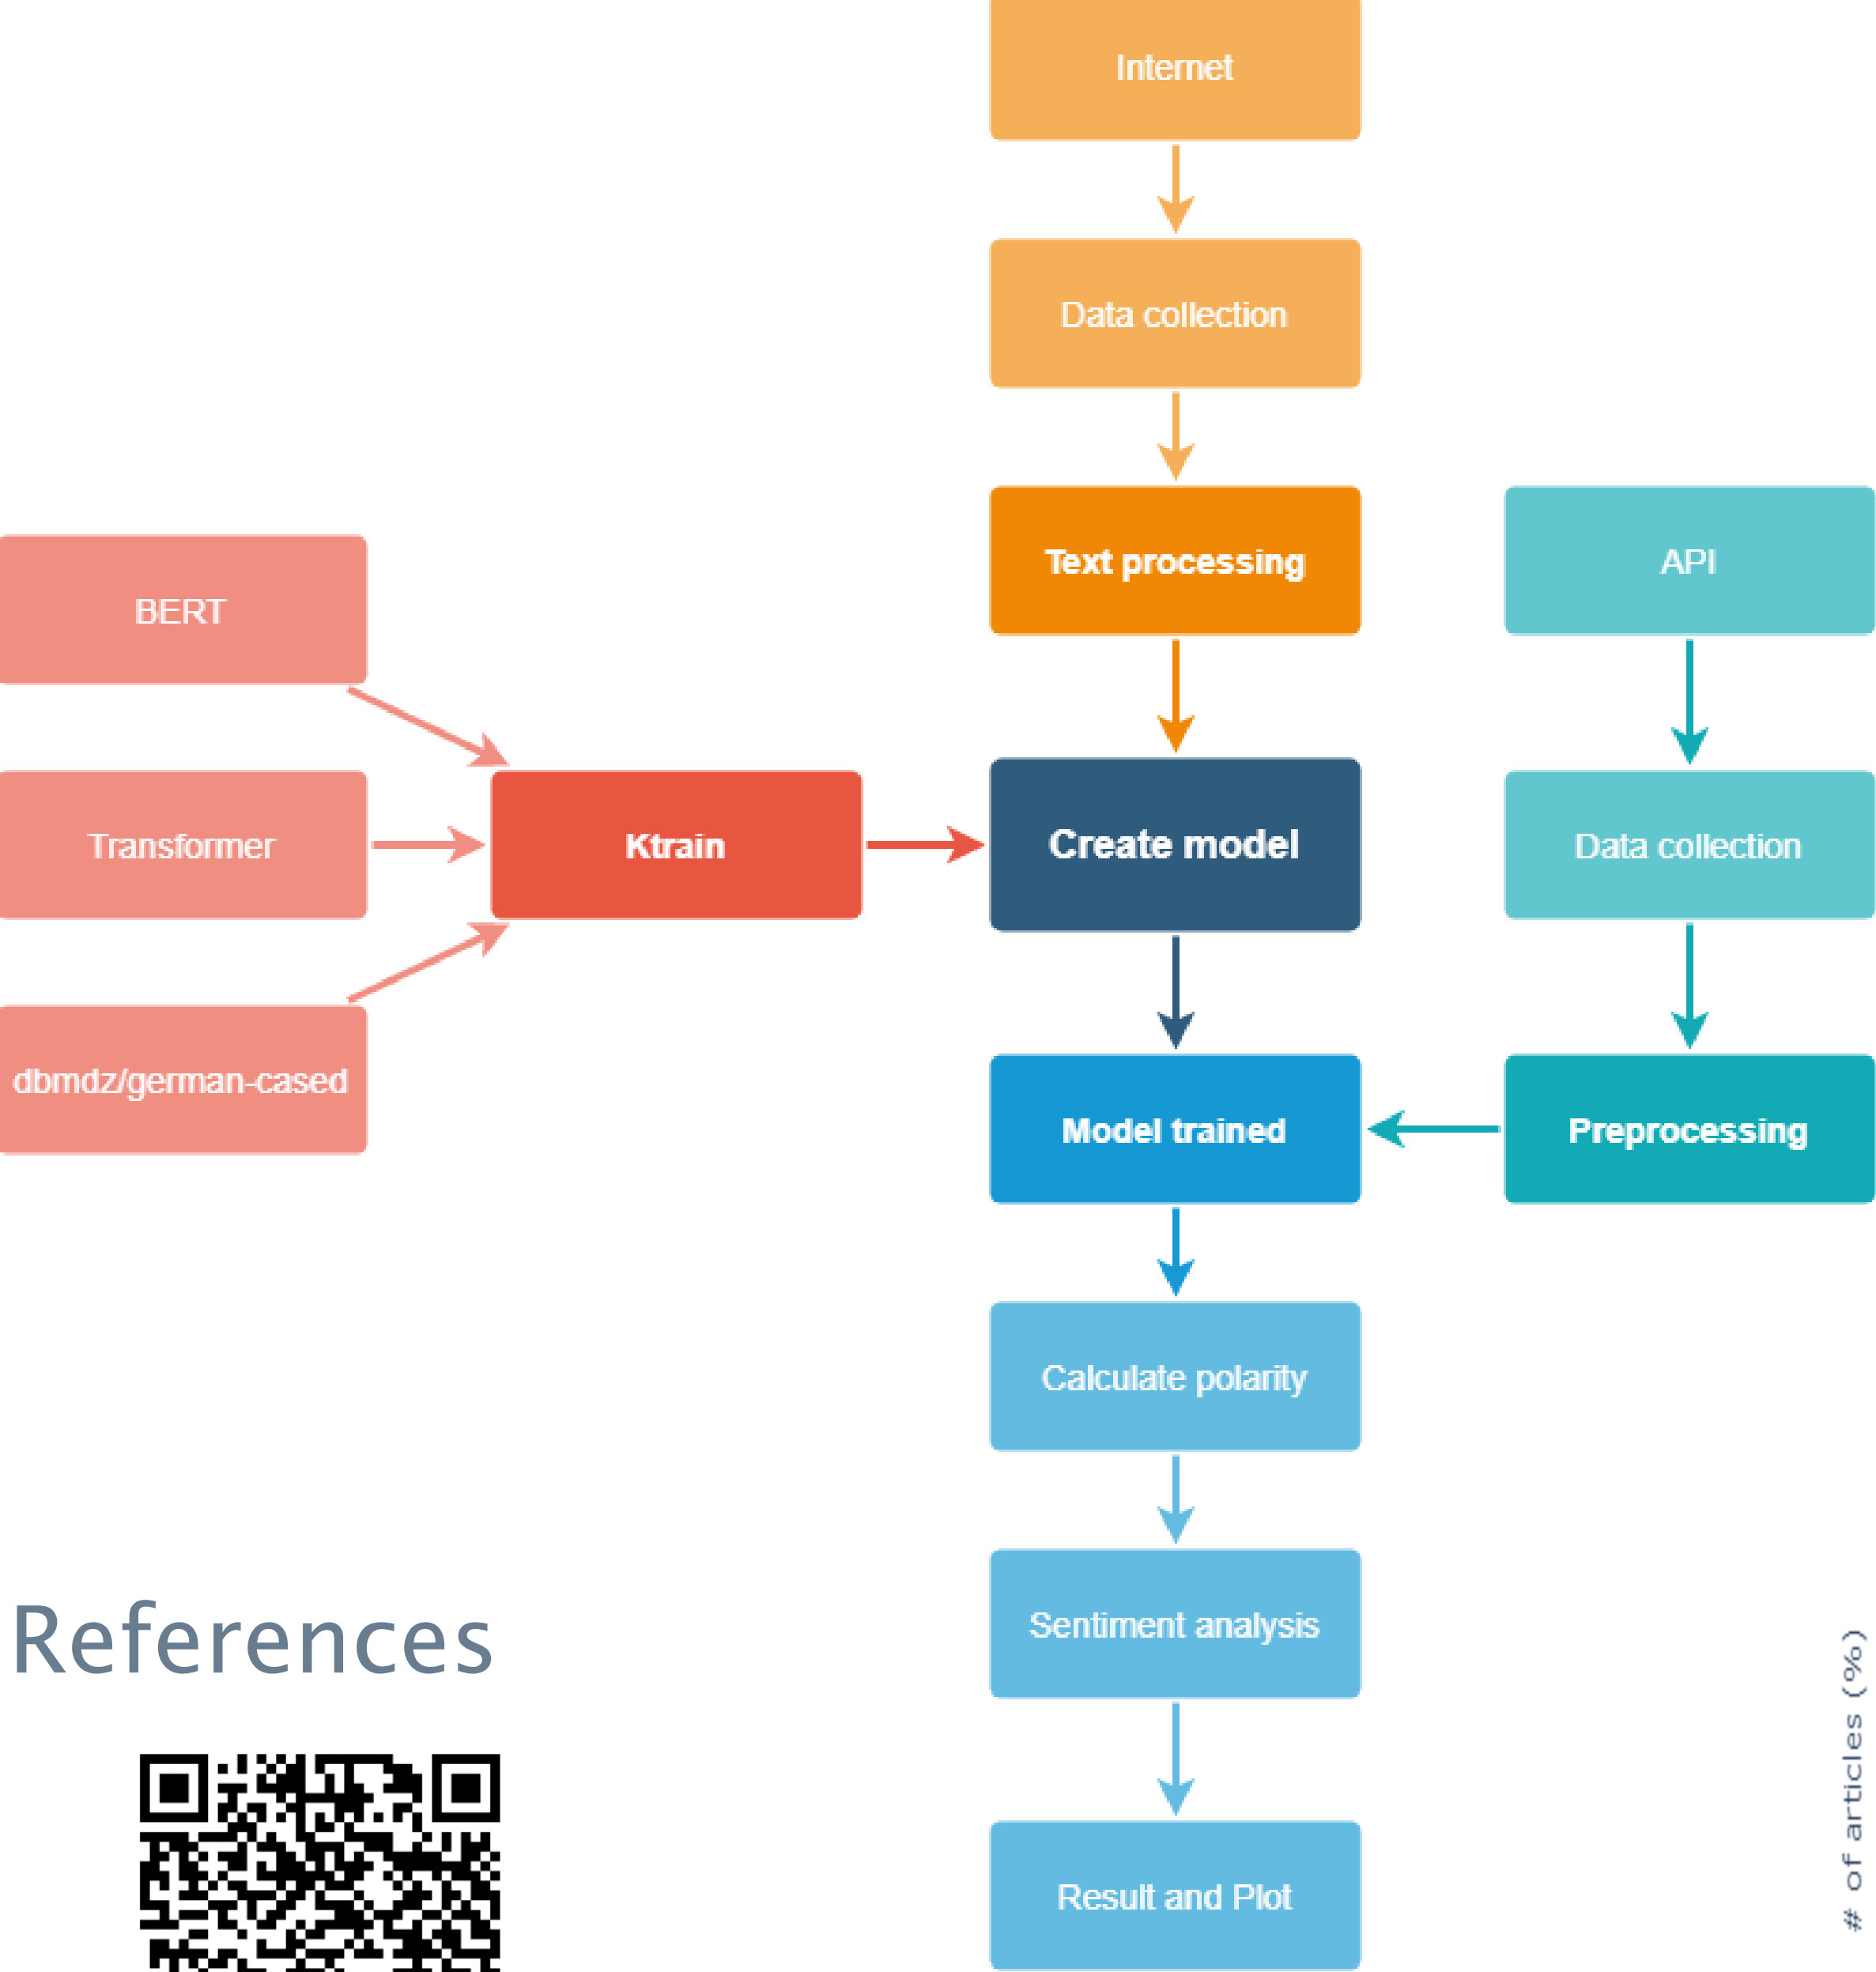 Internet
Data collection
Text processing
API
BERT
Transformer
Ktrain
Create model
Data collection
dbmdz/german-cased
Model trained
Preprocessing
Calculate polarity
Sentiment analysis
Result and Plot
References
# of articles (%)